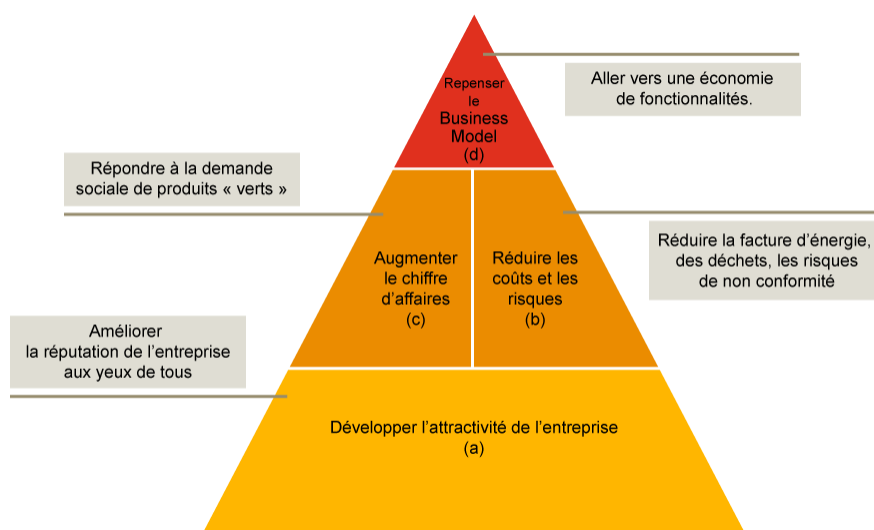 Repenser
le
Business
Model
(d)
Aller vers une économie
de fonctionnalités.
Répondre à la demande
sociale de produits « verts »
Augmenter
le chiffre
d’affaires
(c)
Réduire les
coûts et les
risques
(b)
Réduire la facture d’énergie,
des déchets, les risques
de non conformité
Améliorer
la réputation de l’entreprise
aux yeux de tous
Développer l’attractivité de l’entreprise
(a)